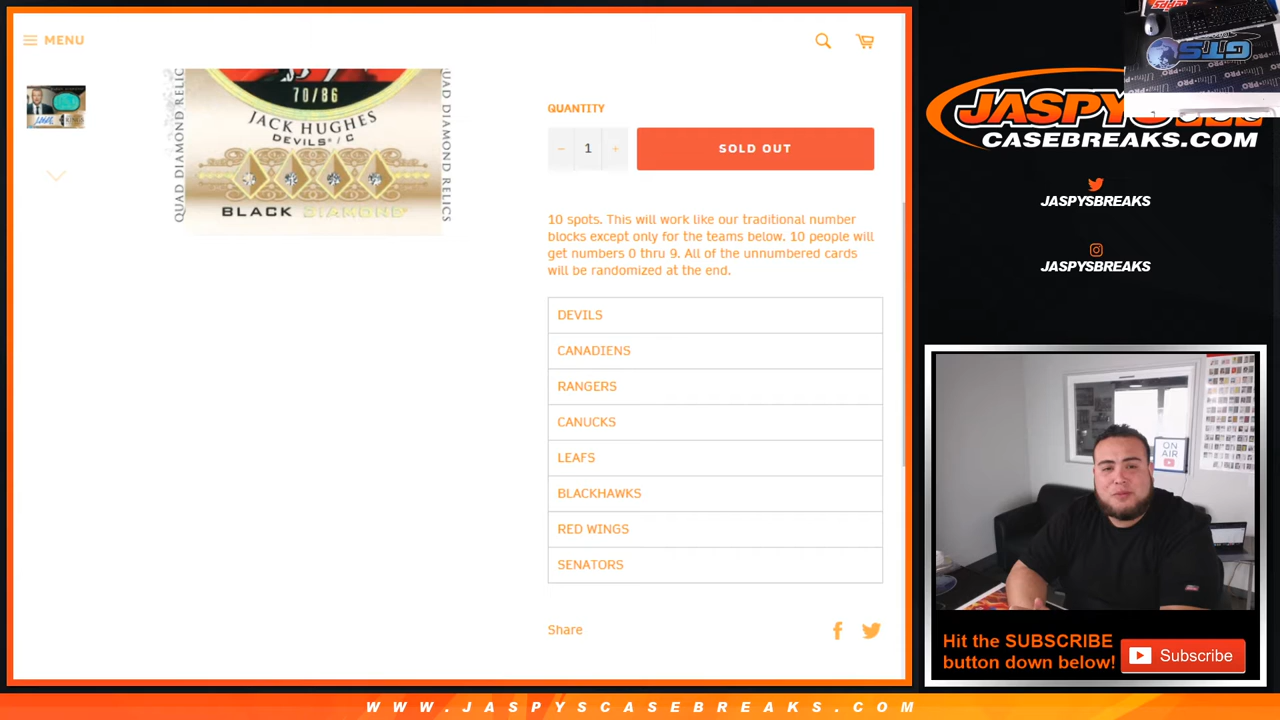 MENU
70/86
JACK HUGHES
DEVILS / C
QUAD DIAMOND RELICS
BLACK DIAMOND
QUANTITY
− 1 +
SOLD OUT
10 spots. This will work like our traditional number
blocks except only for the teams below. 10 people will
get numbers 0 thru 9. All of the unnumbered cards
will be randomized at the end.
DEVILS
CANADIENS
RANGERS
CANUCKS
LEAFS
BLACKHAWKS
RED WINGS
SENATORS
Share
GTS
CASEBREAKS.COM
JASPYSBREAKS
JASPYSBREAKS
ON
AIR
Hit the SUBSCRIBE
button down below!
Subscribe
WWW.JASPYSCASEBREAKS.COM